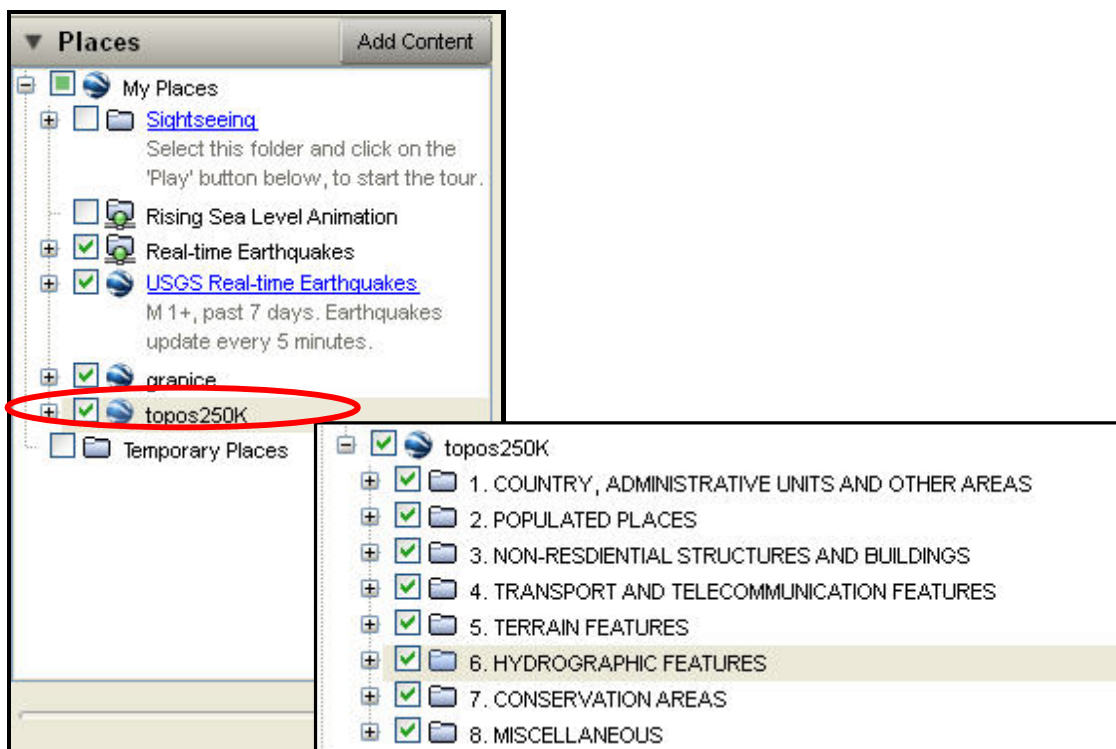 Places
Add Content
My Places
Sightseeing
Select this folder and click on the
'Play' button below, to start the tour.
Rising Sea Level Animation
Real-time Earthquakes
USGS Real-time Earthquakes
M 1+, past 7 days. Earthquakes
update every 5 minutes.
granice
topos250K
Temporary Places
topos250K
1. COUNTRY, ADMINISTRATIVE UNITS AND OTHER AREAS
2. POPULATED PLACES
3. NON-RESDIENTIAL STRUCTURES AND BUILDINGS
4. TRANSPORT AND TELECOMMUNICATION FEATURES
5. TERRAIN FEATURES
6. HYDROGRAPHIC FEATURES
7. CONSERVATION AREAS
8. MISCELLANEOUS